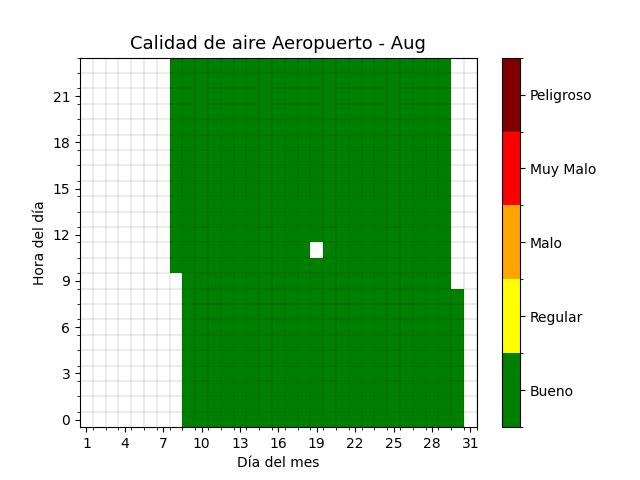 Calidad de aire Aeropuerto - Aug
Hora del día
21
18
15
12
9
6
3
0
1 4 7 10 13 16 19 22 25 28 31
Día del mes
Peligroso
Muy Malo
Malo
Regular
Bueno